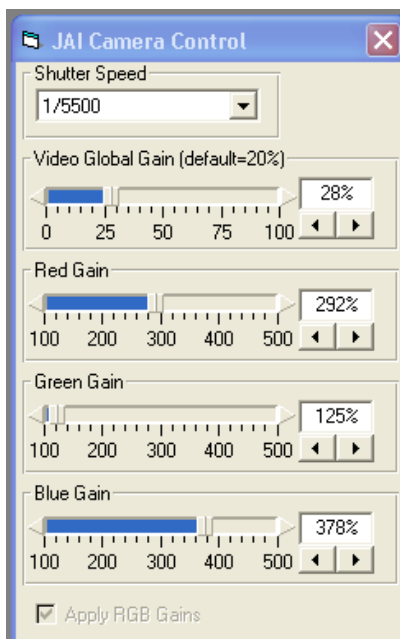 JAI Camera Control
Shutter Speed
1/5500
Video Global Gain (default=20%)
28%
0 25 50 75 100
Red Gain
292%
100 200 300 400 500
Green Gain
125%
100 200 300 400 500
Blue Gain
378%
100 200 300 400 500
Apply RGB Gains